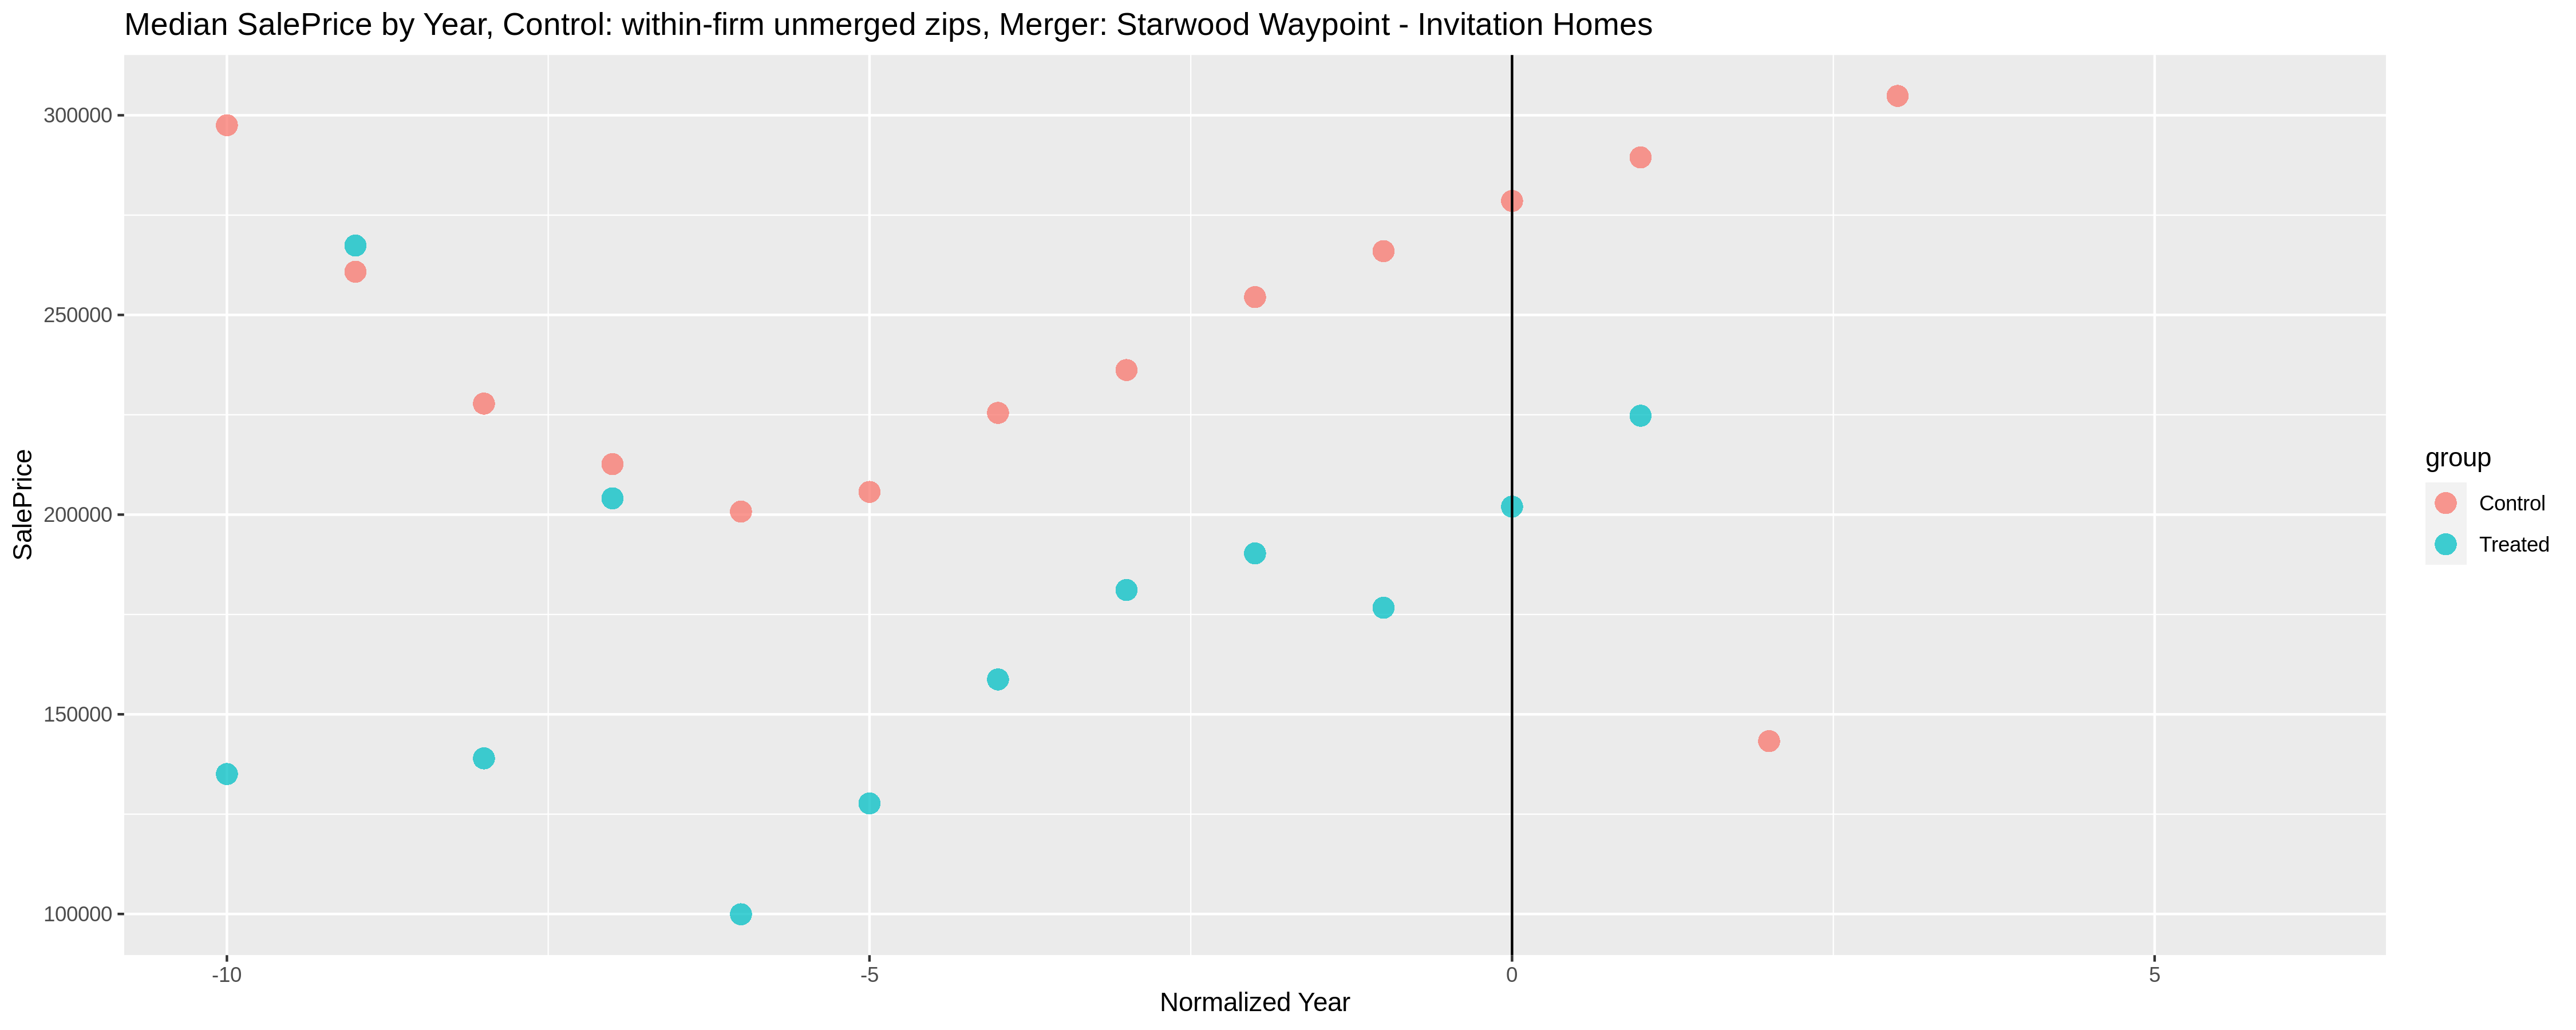 Median SalePrice by Year, Control: within-firm unmerged zips, Merger: Starwood Waypoint - Invitation Homes
300000
250000
200000
150000
100000
SalePrice
-10
-5
0
5
Normalized Year
group
Control
Treated